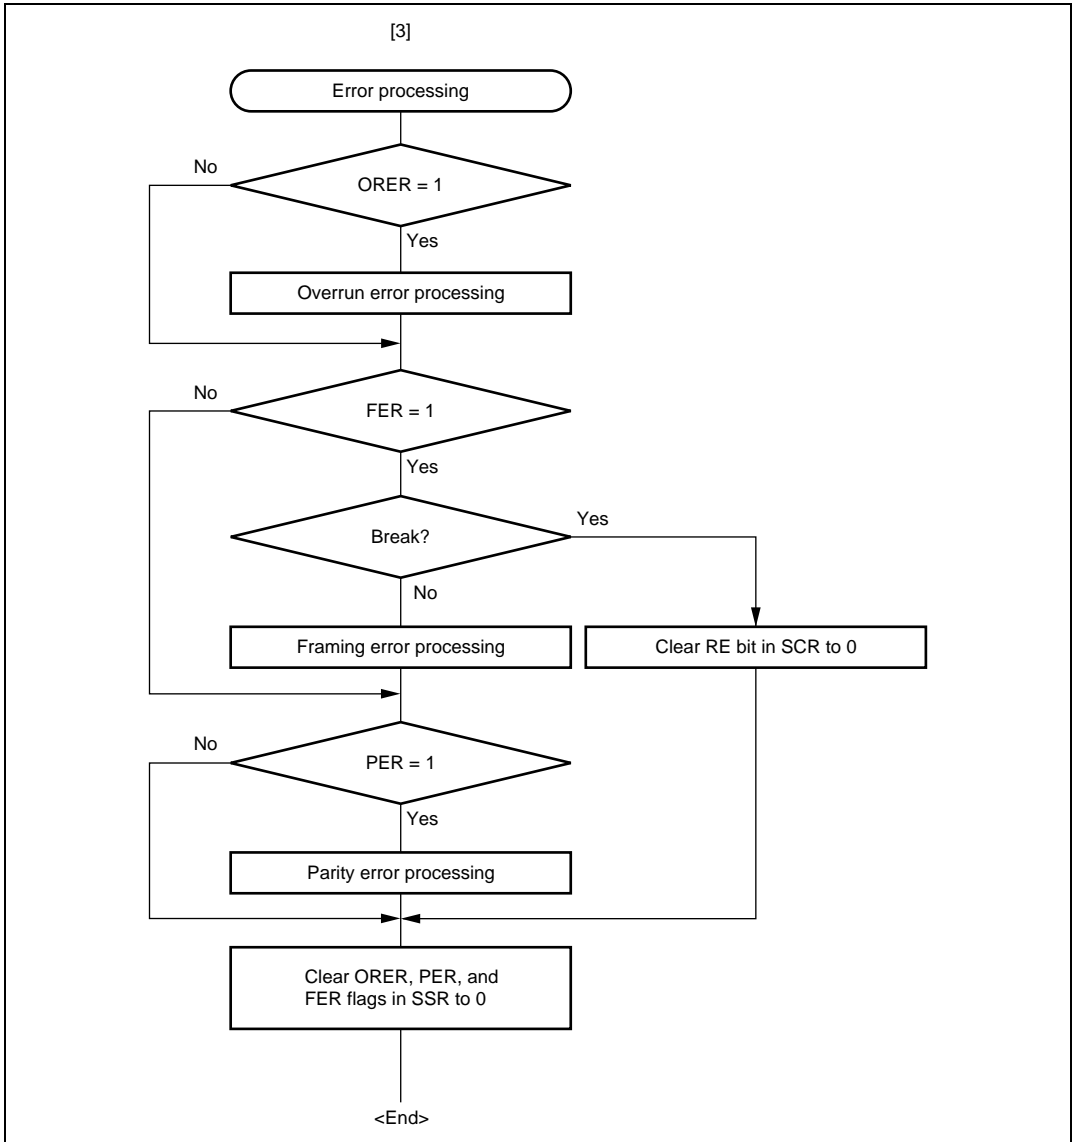 [3]
Error processing
No
ORER = 1
Yes
Overrun error processing
No
FER = 1
Yes
Break?
Yes
No
Framing error processing
Clear RE bit in SCR to 0
No
PER = 1
Yes
Parity error processing
Clear ORER, PER, and
FER flags in SSR to 0
<End>